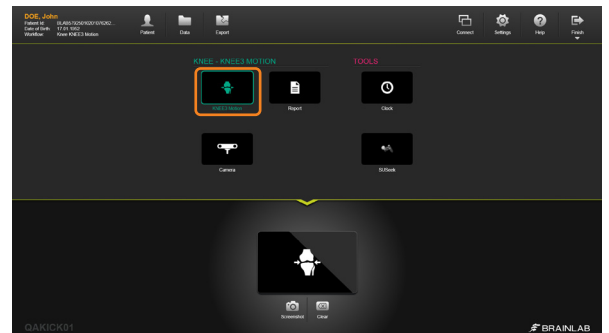 DOE, John
Patient Id:
Date of Birth: 17.01.1962
Workflow: Knee KNEE3 Motion
Patient
Data
Export
Connect
Settings
Help
Finish
KNEE - KNEE3 MOTION
TOOLS
KNEE3 Motion
Report
Clock
Camera
Screenshot
Clear
QAKICK01
BRAINLAB